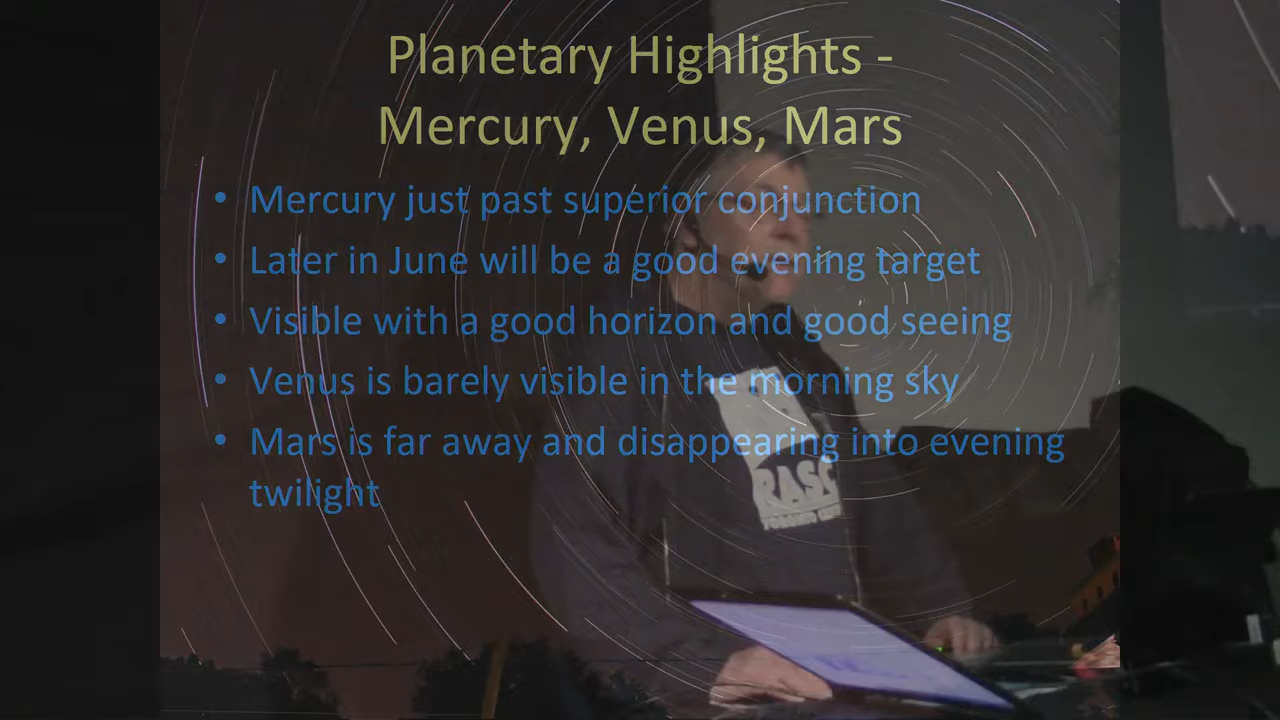 Planetary Highlights -
Mercury, Venus, Mars
• Mercury just past superior conjunction
• Later in June will be a good evening target
• Visible with a good horizon and good seeing
• Venus is barely visible in the morning sky
• Mars is far away and disappearing into evening
twilight
RASC